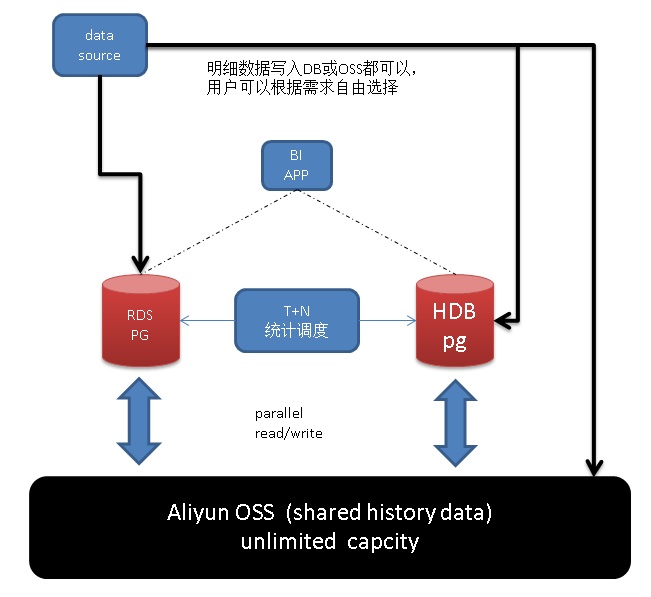 data
source
明细数据写入DB或OSS都可以，
用户可以根据需求自由选择
BI
APP
RDS
PG
T+N
统计调度
HDB
pg
parallel
read/write
Aliyun OSS (shared history data)
unlimited capcity